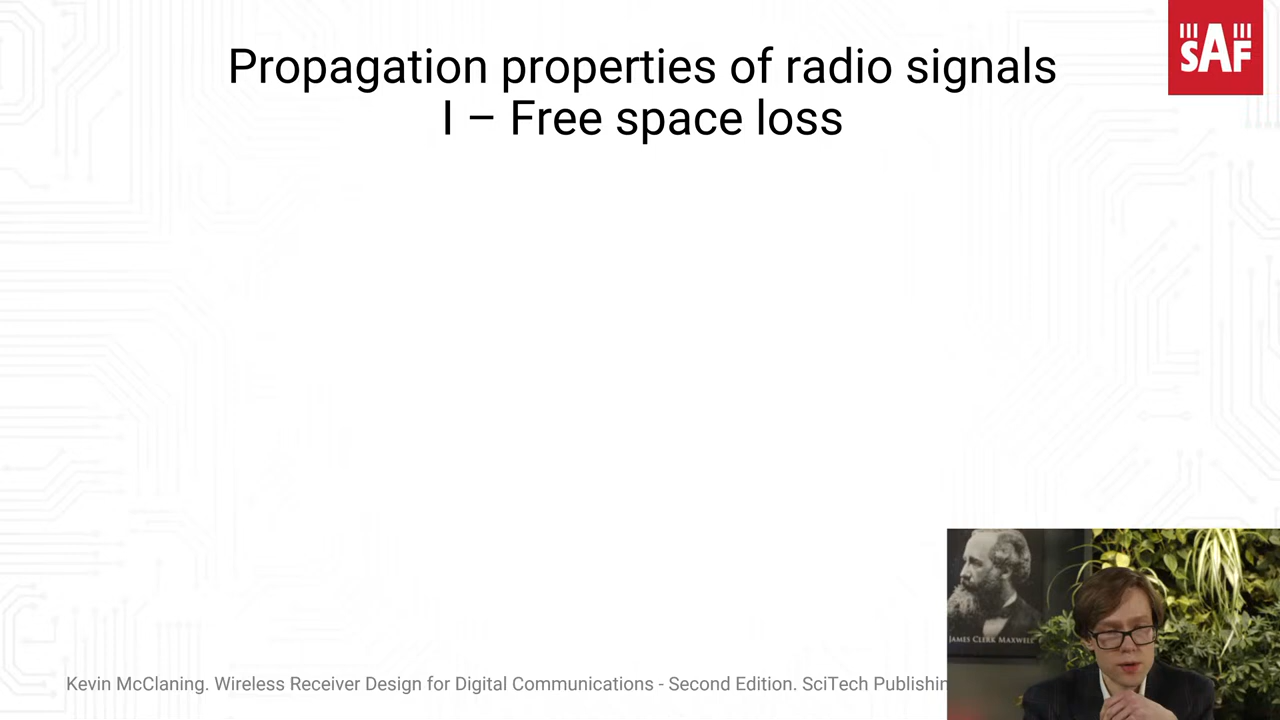 Propagation properties of radio signals
I – Free space loss
SAF
Kevin McClaning. Wireless Receiver Design for Digital Communications - Second Edition. SciTech Publishin
JAMES CLERK MAXWELL